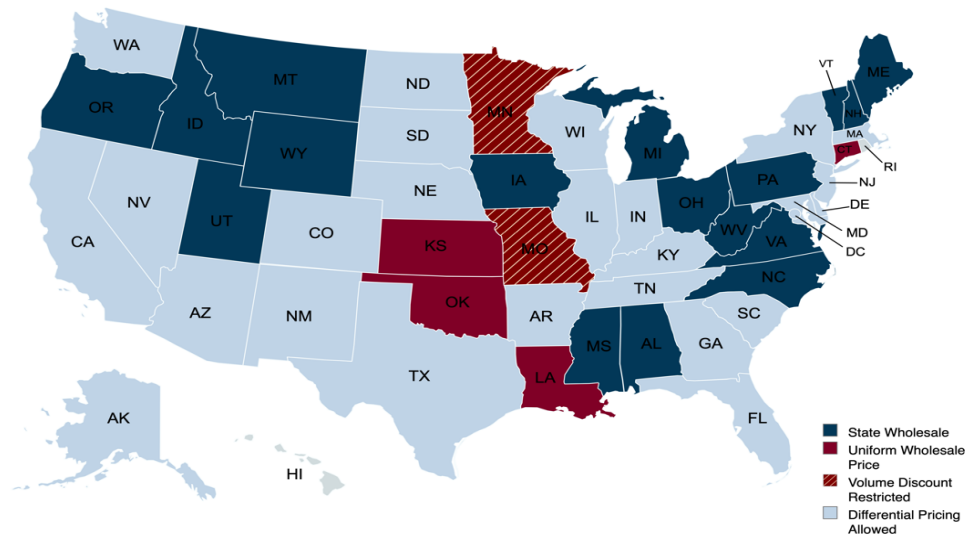 WA
MT
ND
MN
VT
ME
OR
ID
SD
WI
NY
NH
MA
WY
MI
CT
RI
NV
UT
NE
IA
PA
NJ
CA
CO
IL
IN
OH
WV
DE
KS
MO
KY
VA
MD
DC
AZ
NM
OK
AR
TN
NC
SC
TX
LA
MS
AL
GA
AK
HI
FL
State Wholesale
Uniform Wholesale
Price
Volume Discount
Restricted
Differential Pricing
Allowed